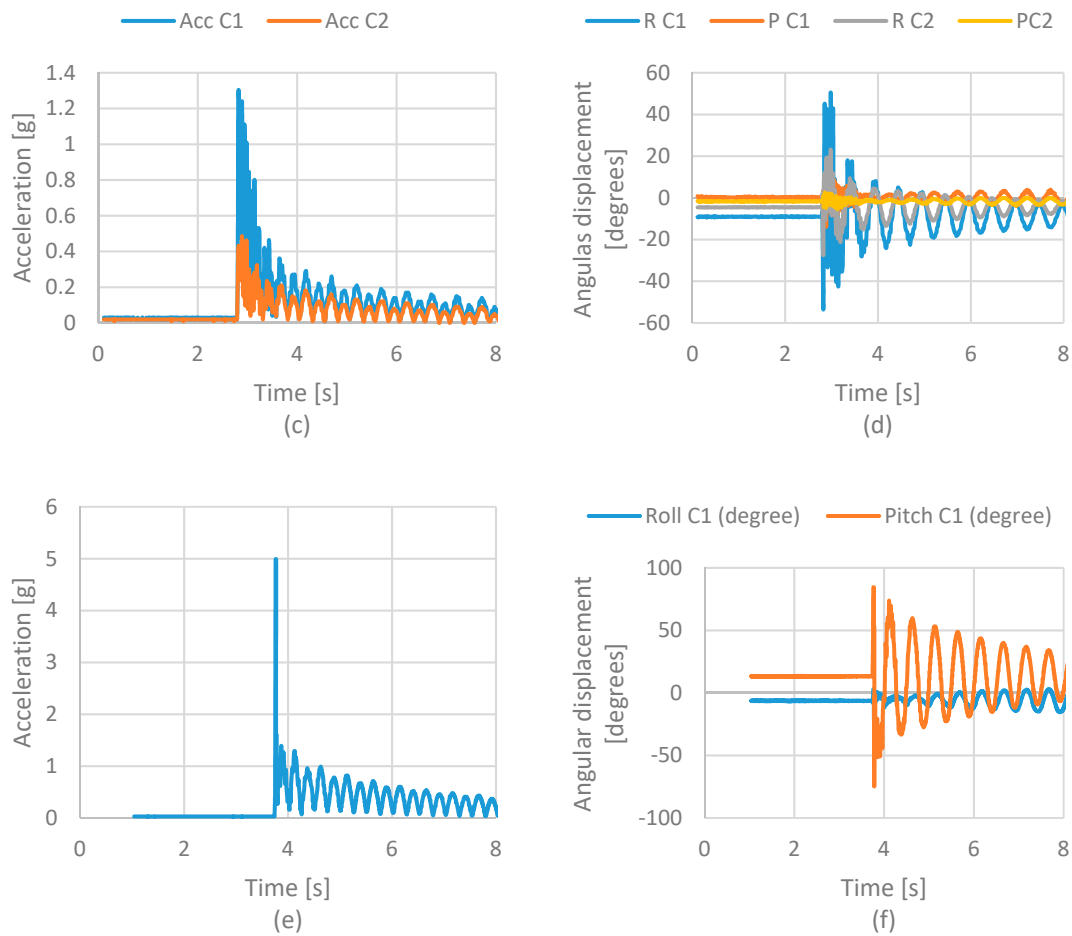 Acc C1 Acc C2
Acceleration [g]
1.4
1.2
1
0.8
0.6
0.4
0.2
0
0 2 4 6 8
Time [s]
(c)
R C1 P C1 R C2 PC2
Angulas displacement
[degrees]
60
40
20
0
-20
-40
-60
0 2 4 6 8
Time [s]
(d)
Acceleration [g]
6
5
4
3
2
1
0
0 2 4 6 8
Time [s]
(e)
Roll C1 (degree) Pitch C1 (degree)
Angular displacement
[degrees]
100
50
0
-50
-100
0 2 4 6 8
Time [s]
(f)